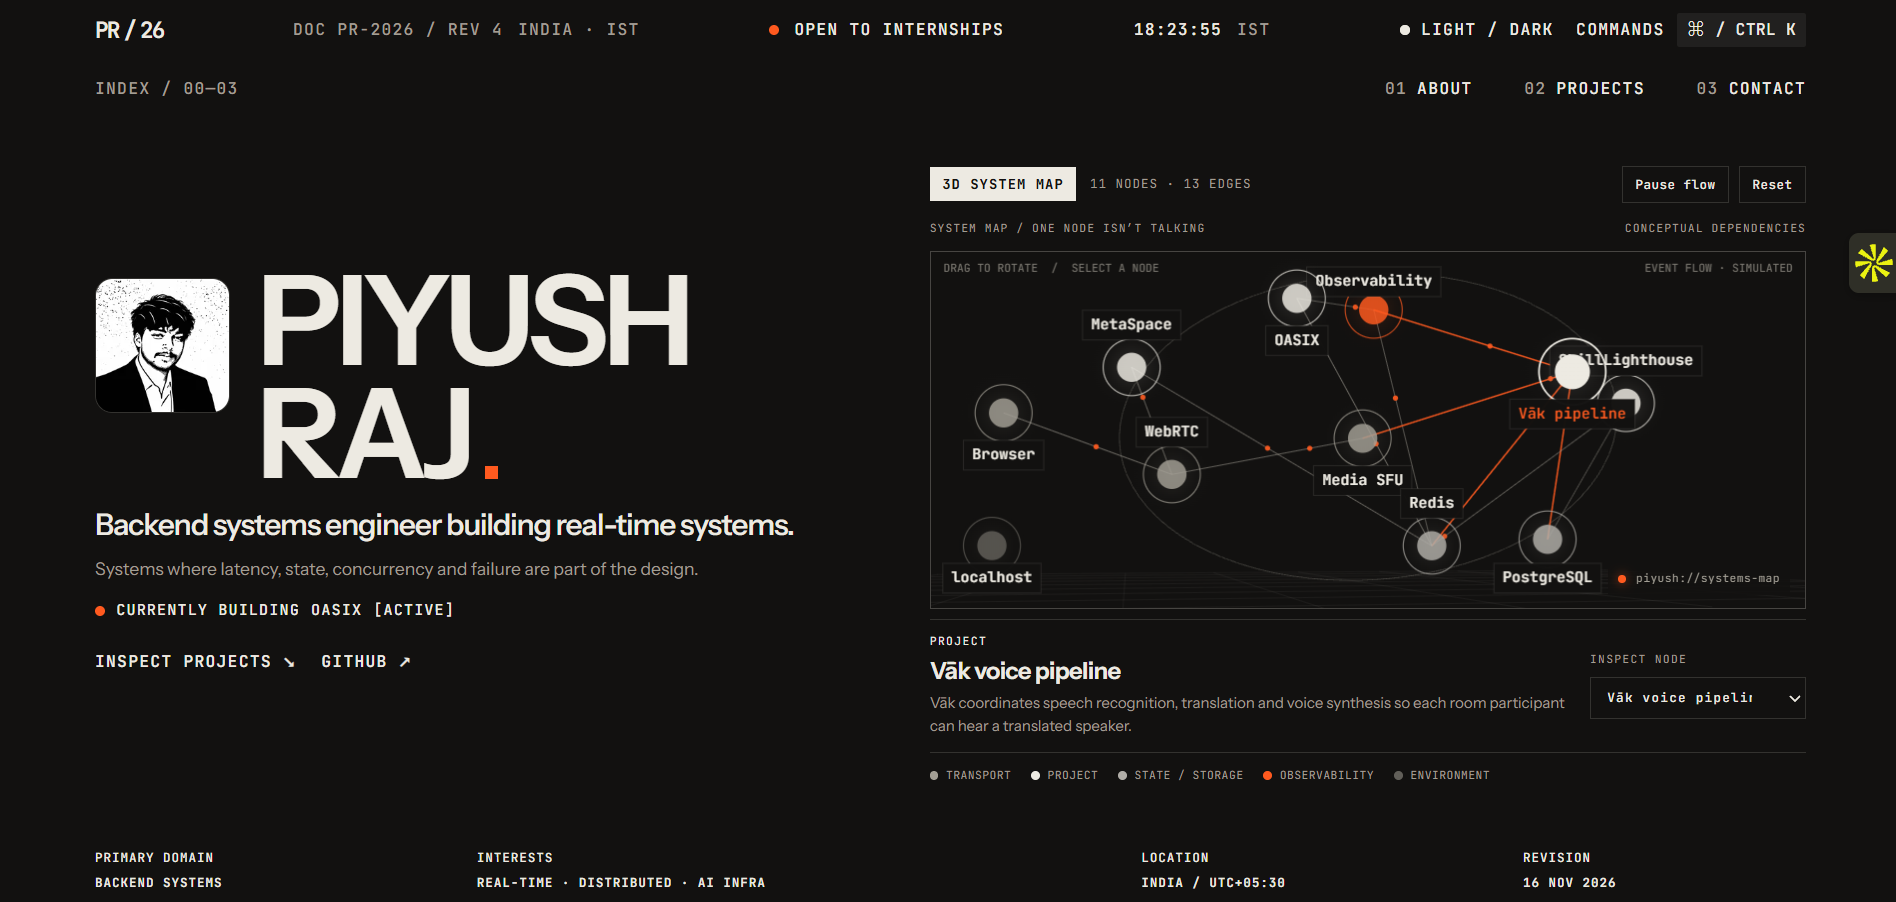 PR / 26
DOC PR-2026 / REV 4 INDIA · IST
OPEN TO INTERNSHIPS
18:23:55 IST
LIGHT / DARK
COMMANDS ⌘ / CTRL K
INDEX / 00—03
01 ABOUT
02 PROJECTS
03 CONTACT
PIYUSH
RAJ.
Backend systems engineer building real-time systems.
Systems where latency, state, concurrency and failure are part of the design.
CURRENTLY BUILDING OASIX [ACTIVE]
INSPECT PROJECTS ↘ GITHUB ↗
3D SYSTEM MAP
11 NODES · 13 EDGES
Pause flow
Reset
SYSTEM MAP / ONE NODE ISN’T TALKING
CONCEPTUAL DEPENDENCIES
DRAG TO ROTATE / SELECT A NODE
EVENT FLOW · SIMULATED
Observability
MetaSpace
OASIX
Vāk pipeline
WebRTC
Browser
Media SFU
Redis
localhost
PostgreSQL
piyush://systems-map
PROJECT
Vāk voice pipeline
Vāk coordinates speech recognition, translation and voice synthesis so each room participant
can hear a translated speaker.
INSPECT NODE
Vāk voice pipelin
TRANSPORT
PROJECT
STATE / STORAGE
OBSERVABILITY
ENVIRONMENT
PRIMARY DOMAIN
BACKEND SYSTEMS
INTERESTS
REAL-TIME · DISTRIBUTED · AI INFRA
LOCATION
INDIA / UTC+05:30
REVISION
16 NOV 2026